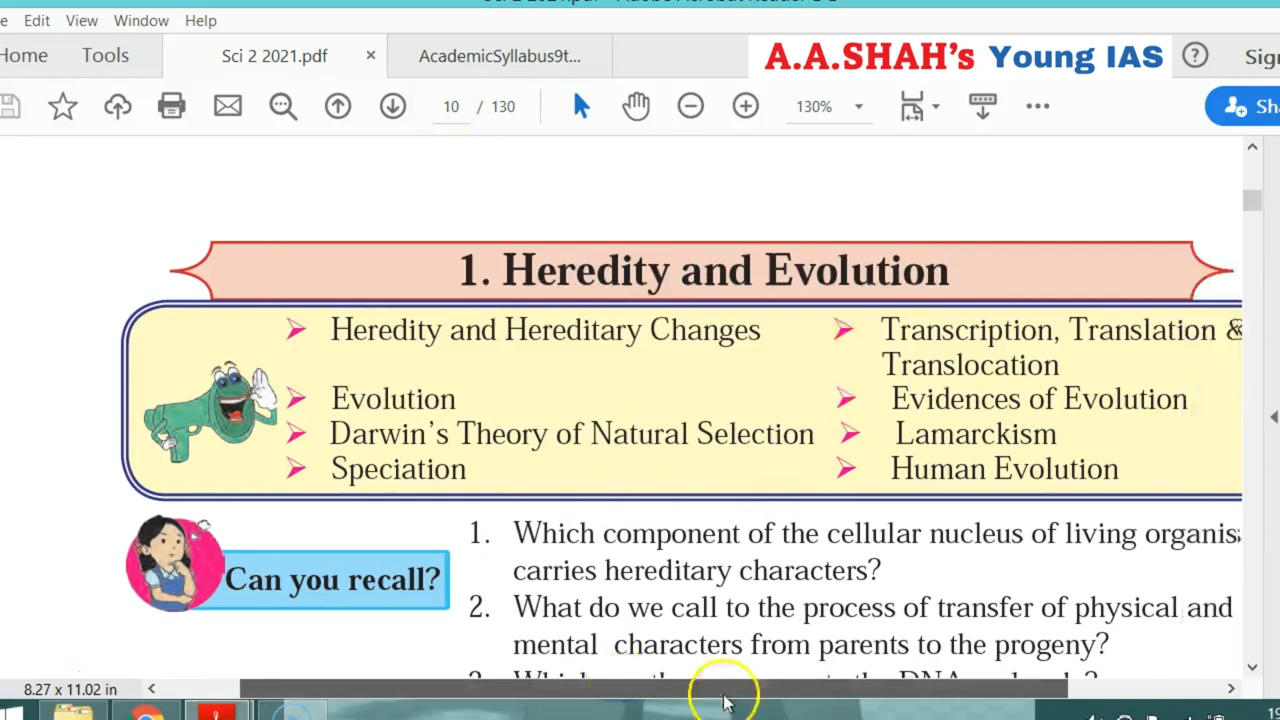 Edit View Window Help
Home Tools Sci 2 2021.pdf × AcademicSyllabus9t... A.A.SHAH's Young IAS ? Sig
10 / 130 130% Sha
1. Heredity and Evolution
➢ Heredity and Hereditary Changes ➢ Transcription, Translation &
Translocation
➢ Evolution ➢ Evidences of Evolution
➢ Darwin's Theory of Natural Selection ➢ Lamarckism
➢ Speciation ➢ Human Evolution
Can you recall?
1. Which component of the cellular nucleus of living organis
carries hereditary characters?
2. What do we call to the process of transfer of physical and
mental characters from parents to the progeny?
8.27 x 11.02 in